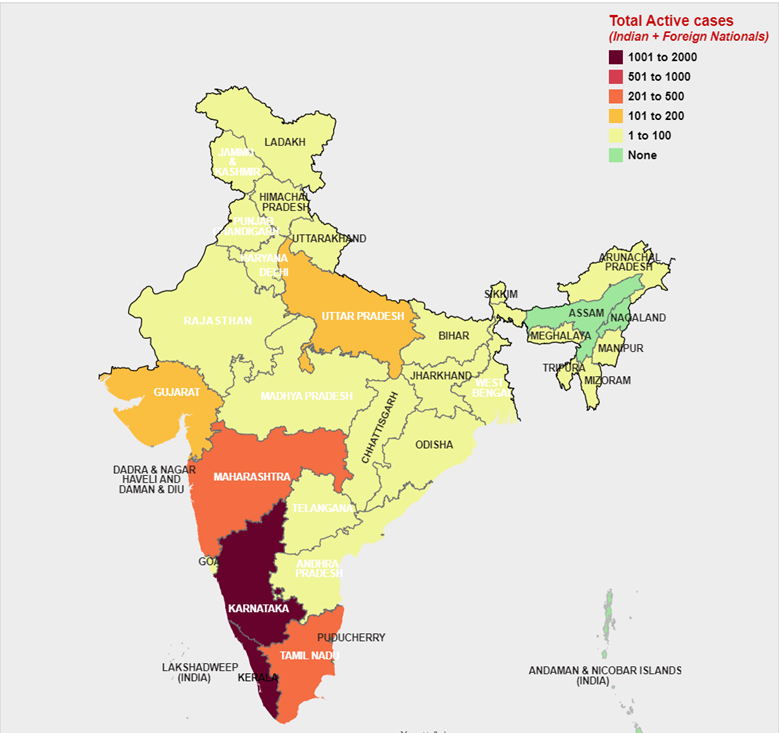 Total Active cases
(Indian + Foreign Nationals)
1001 to 2000
501 to 1000
201 to 500
101 to 200
1 to 100
None
LADAKH
JAMMU
&
KASHMIR
HIMACHAL
PRADESH
PUNJAB
CHANDIGARH
UTTARAKHAND
HARYANA
DELHI
ARUNACHAL
PRADESH
SIKKIM
RAJASTHAN
UTTAR PRADESH
ASSAM
NAGALAND
BIHAR
MEGHALAYA
MANIPUR
TRIPURA
MIZORAM
JHARKHAND
WEST
BENGAL
GUJARAT
MADHYA PRADESH
CHHATTISGARH
ODISHA
DADRA & NAGAR
HAVELI AND
DAMAN & DIU
MAHARASHTRA
TELANGANA
GOA
ANDHRA
PRADESH
KARNATAKA
PUDUCHERRY
TAMIL NADU
LAKSHADWEEP
(INDIA)
KERALA
ANDAMAN & NICOBAR ISLANDS
(INDIA)